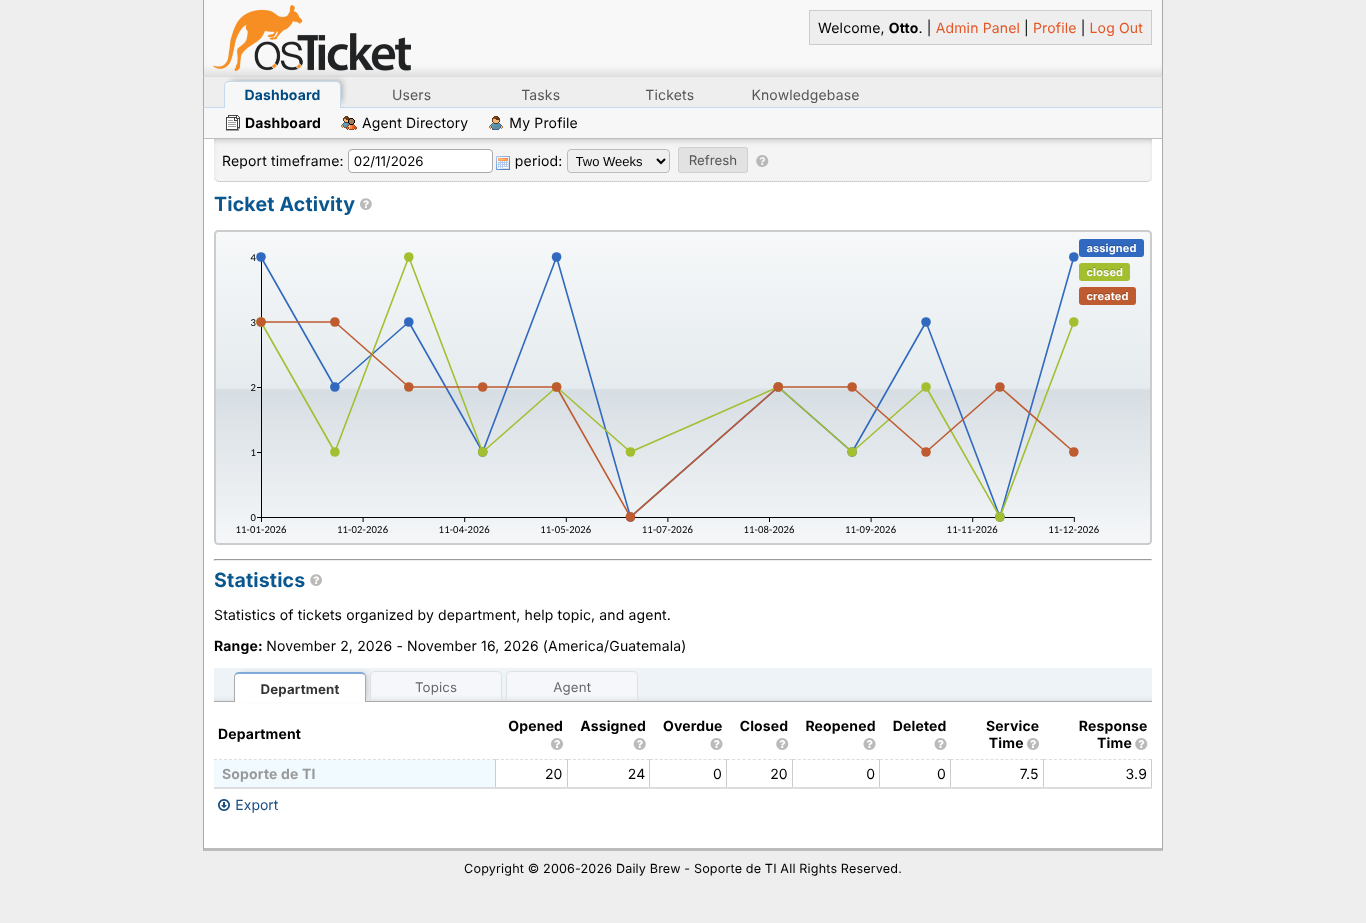 osTicket
Welcome, Otto. | Admin Panel | Profile | Log Out
Dashboard Users Tasks Tickets Knowledgebase
Dashboard Agent Directory My Profile
Report timeframe: 02/11/2026 period: Two Weeks Refresh ?
Ticket Activity ?
assigned
closed
created
4
3
2
1
0
11-01-2026 11-02-2026 11-04-2026 11-05-2026 11-07-2026 11-08-2026 11-09-2026 11-11-2026 11-12-2026
Statistics ?
Statistics of tickets organized by department, help topic, and agent.
Range: November 2, 2026 - November 16, 2026 (America/Guatemala)
Department Topics Agent
Department Opened ? Assigned ? Overdue ? Closed ? Reopened ? Deleted ? Service Time ? Response Time ?
Soporte de TI 20 24 0 20 0 0 7.5 3.9
Export
Copyright © 2006-2026 Daily Brew - Soporte de TI All Rights Reserved.